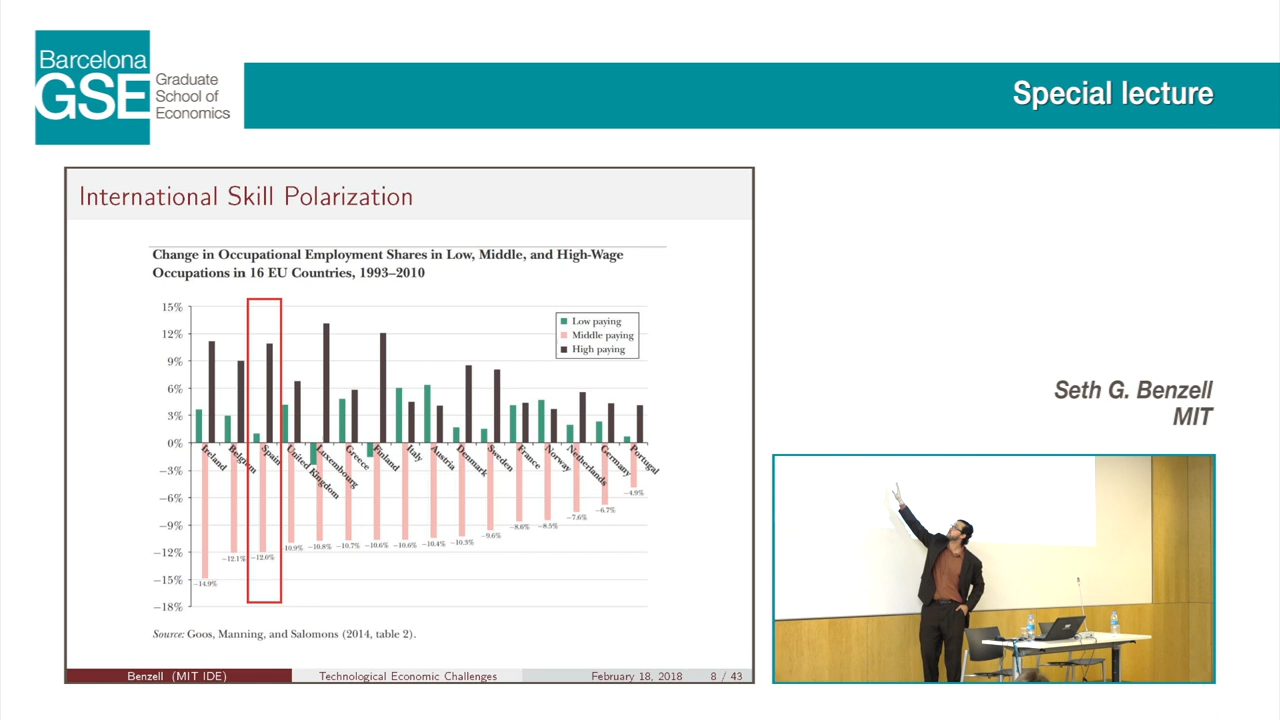 Barcelona
GSE
Graduate
School of
Economics
Special lecture
International Skill Polarization
Change in Occupational Employment Shares in Low, Middle, and High-Wage
Occupations in 16 EU Countries, 1993–2010
15%
12%
9%
6%
3%
0%
−3%
−6%
−9%
−12%
−15%
−18%
Low paying
Middle paying
High paying
Ireland
Belgium
Spain
United Kingdom
Luxembourg
Greece
Finland
Italy
Austria
Denmark
Sweden
France
Norway
Netherlands
Germany
Portugal
−14.9%
−12.1%
−12.0%
10.9%
−10.8%
−10.7%
−10.6%
−10.6%
−10.4%
−10.3%
−9.6%
−8.6%
−8.5%
−7.6%
−6.7%
−4.9%
Source: Goos, Manning, and Salomons (2014, table 2).
Benzell (MIT IDE)
Technological Economic Challenges
February 18, 2018
8 / 43
Seth G. Benzell
MIT